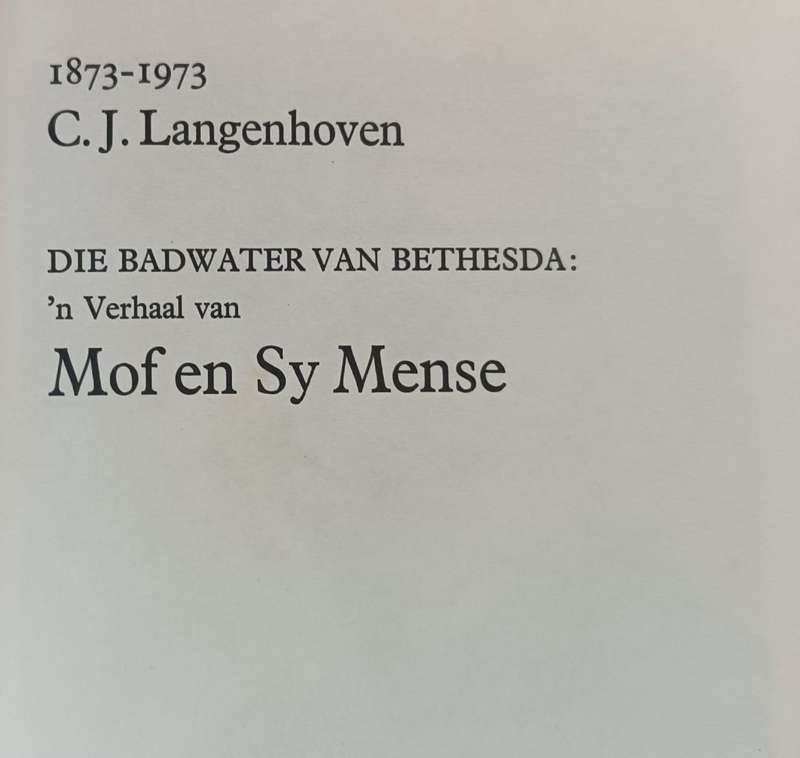 1873-1973
C. J. Langenhoven
DIE BADWATER VAN BETHESDA:
’n Verhaal van
Mof en Sy Mense